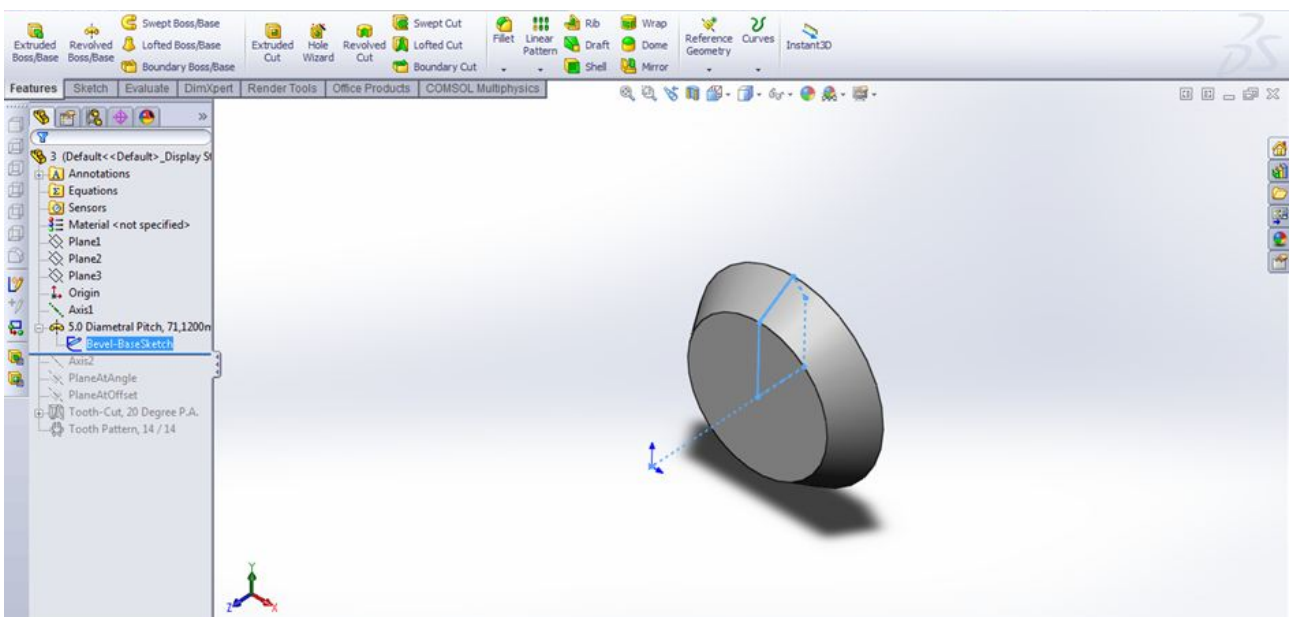 Extruded Boss/Base
Revolved Boss/Base
Swept Boss/Base
Lofted Boss/Base
Boundary Boss/Base
Extruded Cut
Hole Wizard
Revolved Cut
Swept Cut
Lofted Cut
Boundary Cut
Fillet
Linear Pattern
Rib
Draft
Shell
Wrap
Dome
Mirror
Reference Geometry
Curves
Instant3D
Features Sketch Evaluate DimXpert Render Tools Office Products COMSOL Multiphysics
3 (Default<<Default>_Display St
Annotations
Equations
Sensors
Material <not specified>
Plane1
Plane2
Plane3
Origin
Axis1
5.0 Diametral Pitch, 71,1200m
Bevel-BaseSketch
Axis2
PlaneAtAngle
PlaneAtOffset
Tooth-Cut, 20 Degree P.A.
Tooth Pattern, 14 / 14
Y
Z
X